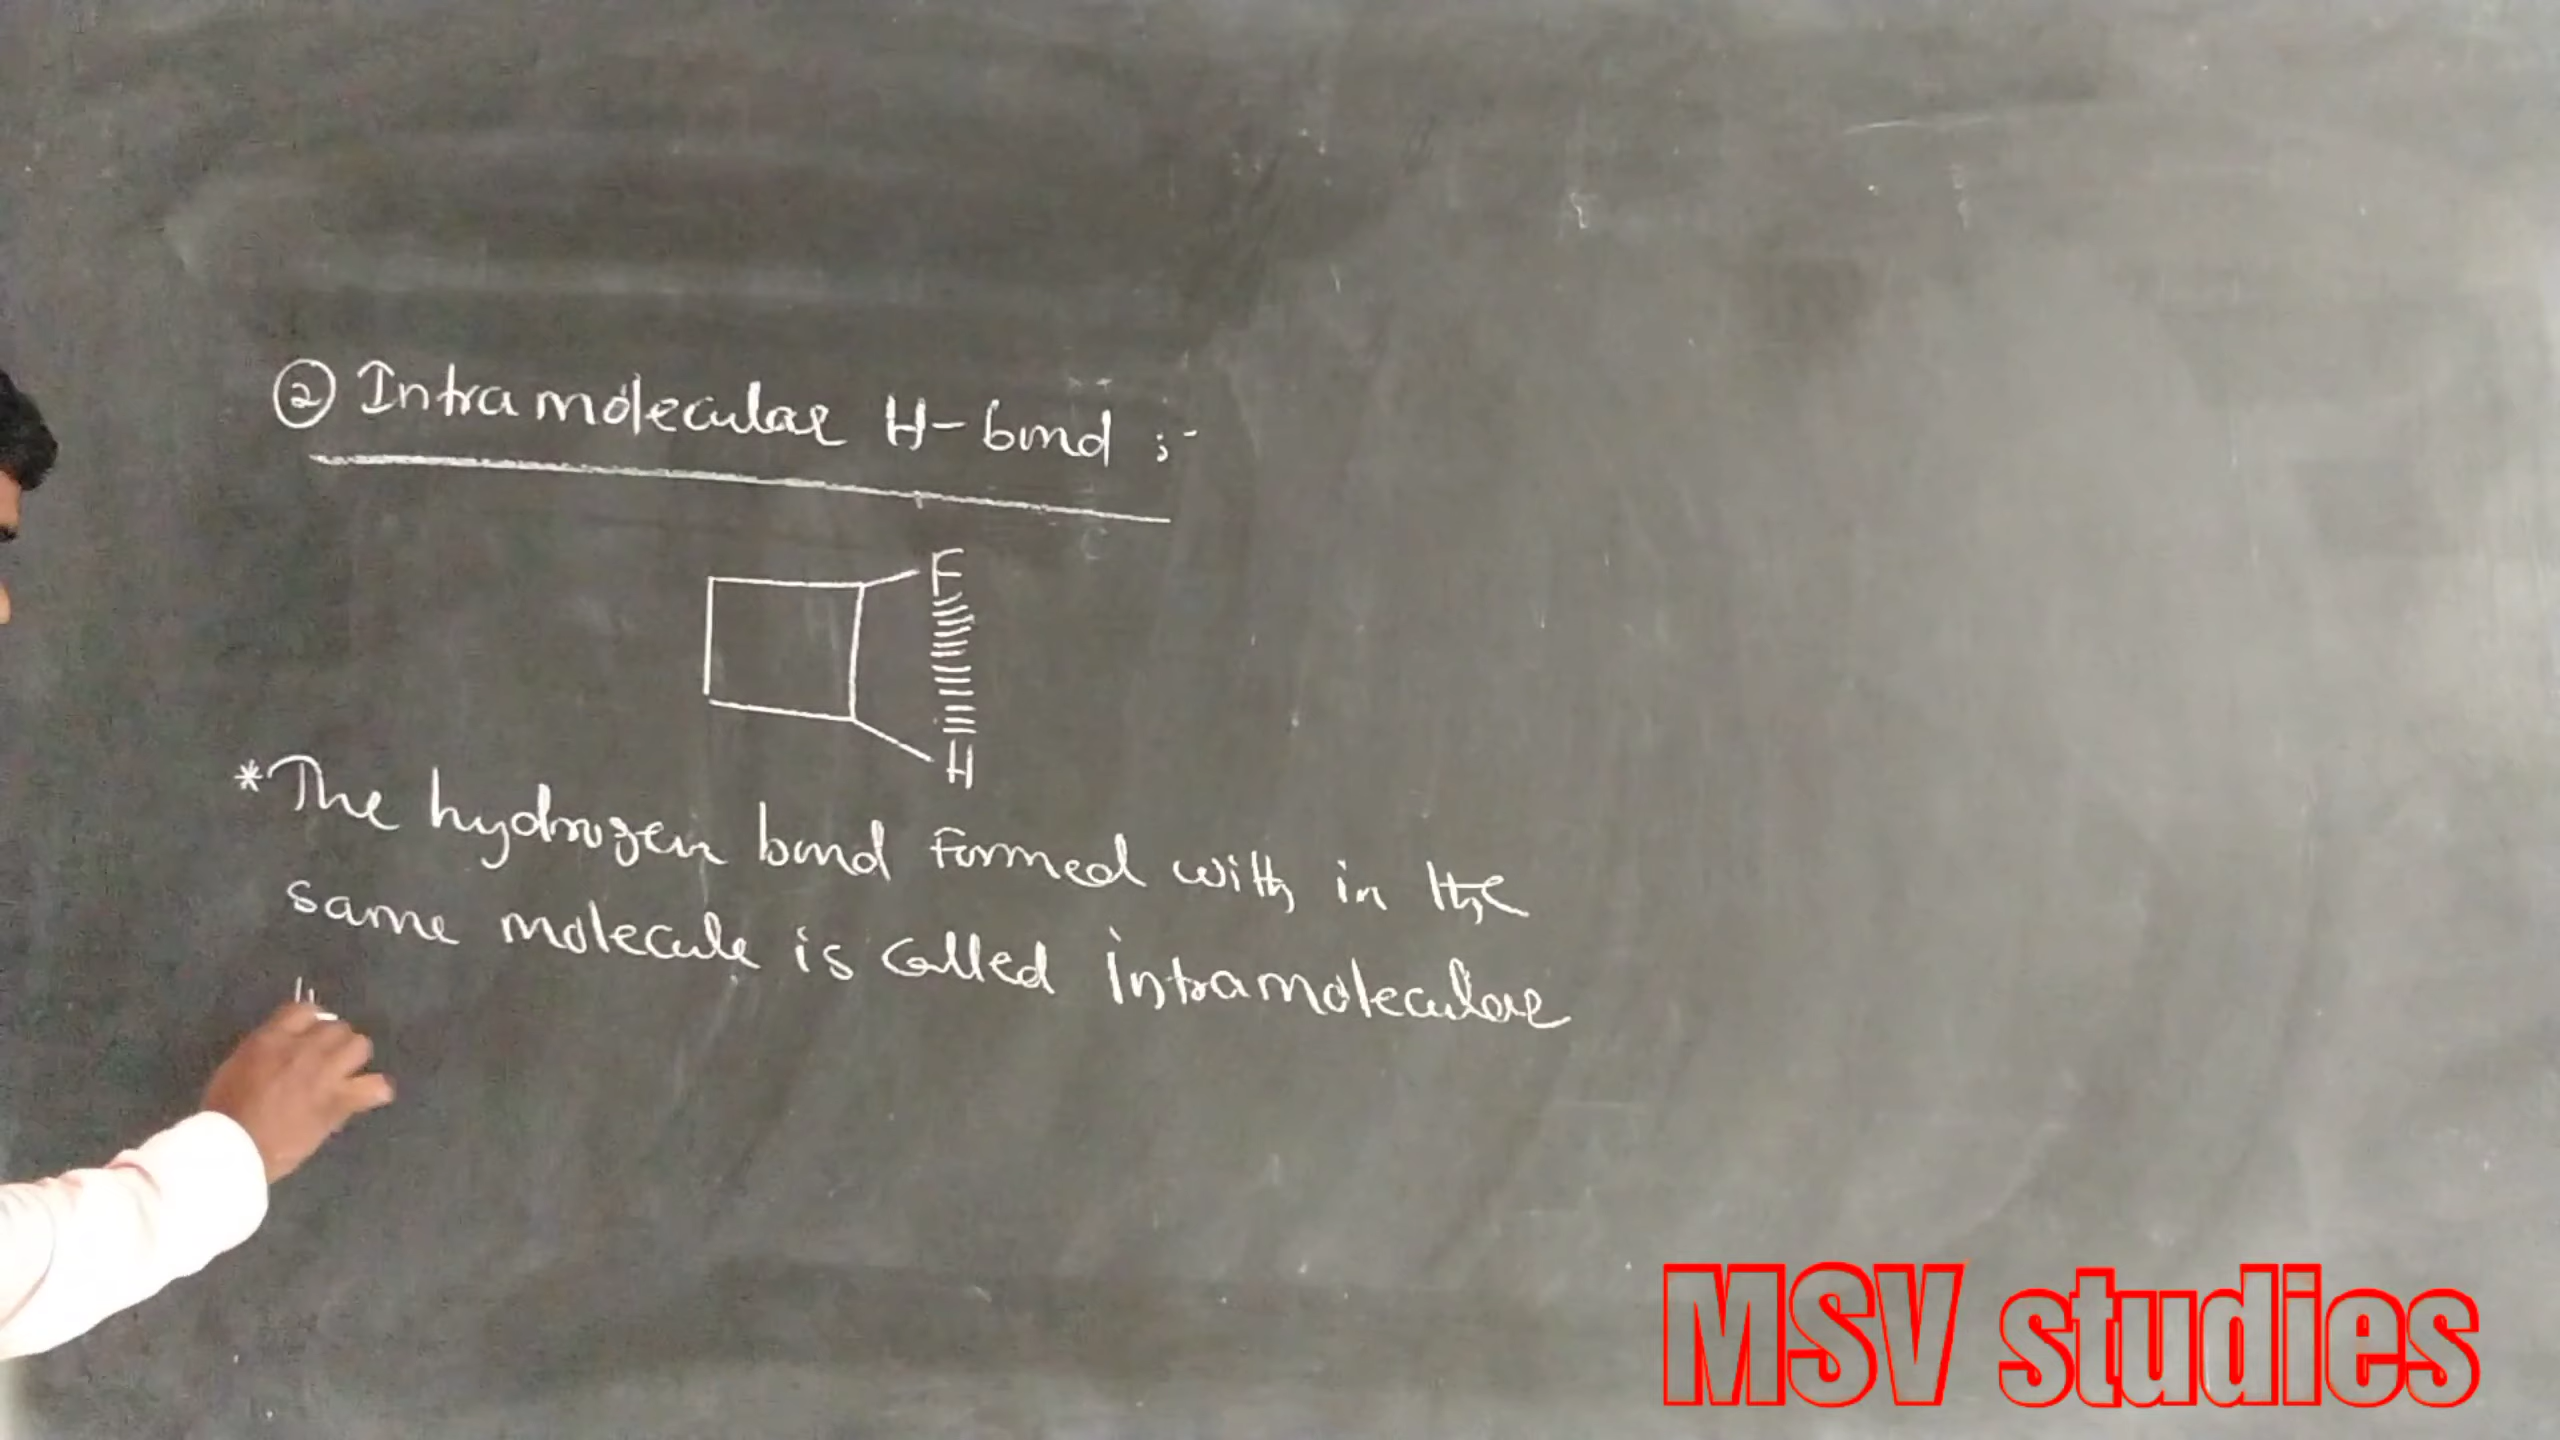 ② Intramolecular H-bond :-
F
H
*The hydrogen bond formed with in the
same molecule is called intramolecular
MSV studies